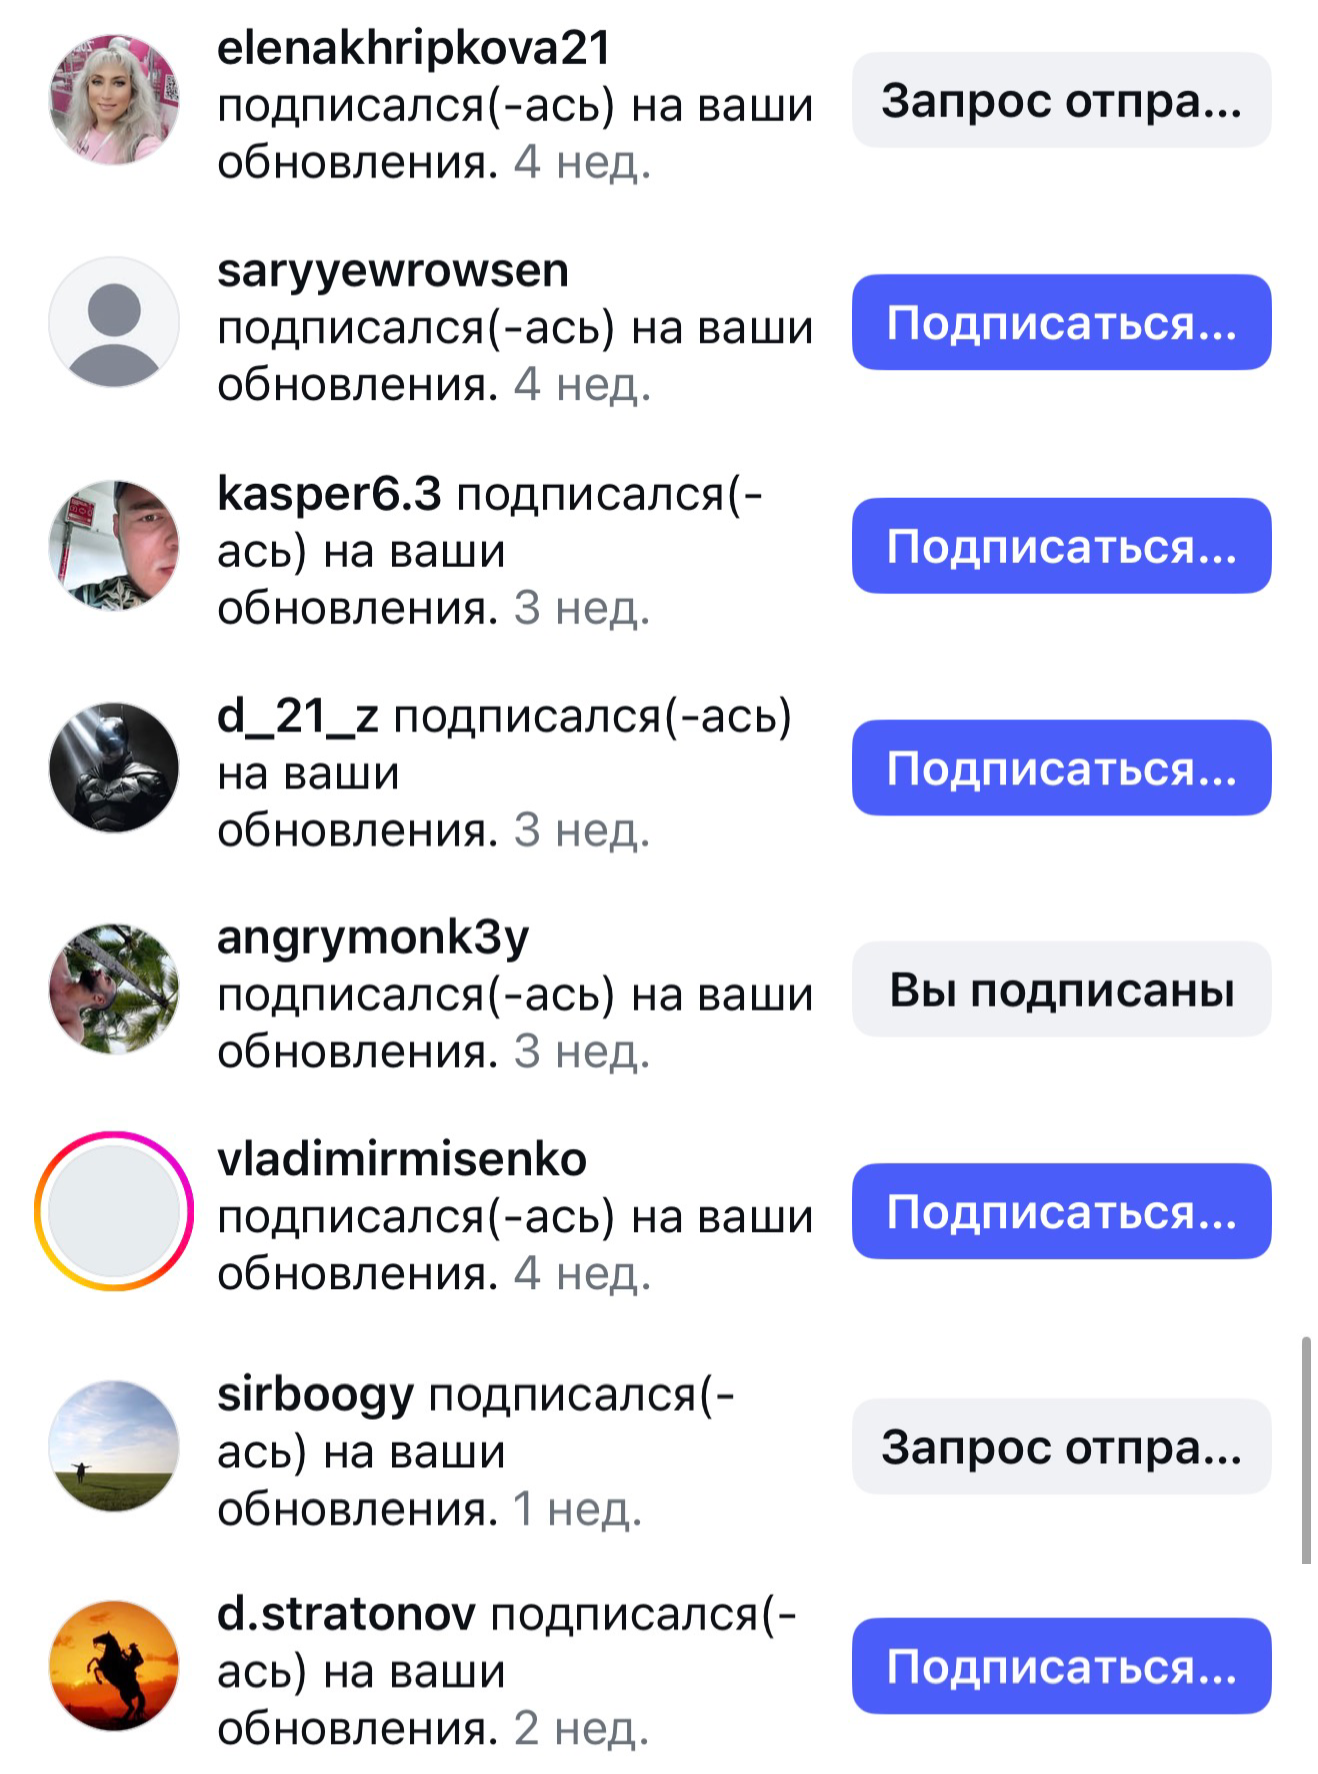 elenakhripkova21
подписался(-ась) на ваши
обновления. 4 нед.
Запрос отпра...
saryyewrowsen
подписался(-ась) на ваши
обновления. 4 нед.
Подписаться...
kasper6.3 подписался(-
ась) на ваши
обновления. 3 нед.
Подписаться...
d_21_z подписался(-ась)
на ваши
обновления. 3 нед.
Подписаться...
angrymonk3y
подписался(-ась) на ваши
обновления. 3 нед.
Вы подписаны
vladimirmisenko
подписался(-ась) на ваши
обновления. 4 нед.
Подписаться...
sirboogy подписался(-
ась) на ваши
обновления. 1 нед.
Запрос отпра...
d.stratonov подписался(-
ась) на ваши
обновления. 2 нед.
Подписаться...